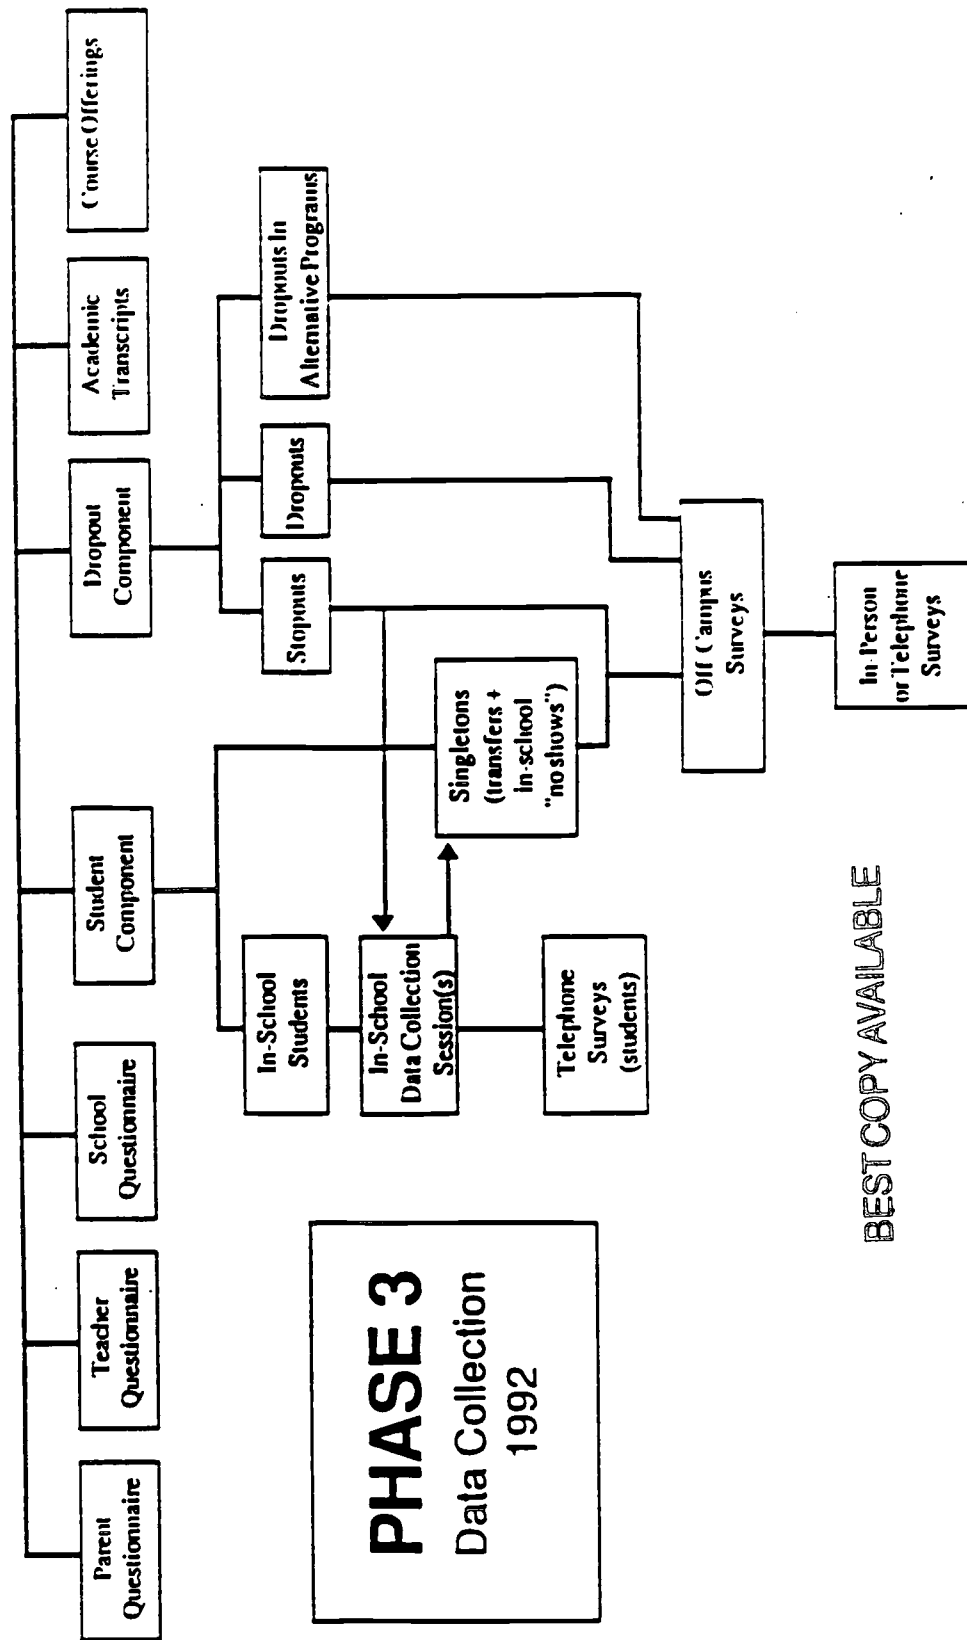 Parent
Questionnaire
Teacher
Questionnaire
School
Questionnaire
Student
Component
Dropout
Component
Academic
Transcripts
Course Offerings
In-School
Students
Stopouts
Dropouts
Dropouts In
Alternative Programs
In-School
Data Collection
Session(s)
Singletons
(transfers +
in-school
"no shows")
Telephone
Surveys
(students)
Off Campus
Surveys
In-Person
or Telephone
Surveys
PHASE 3
Data Collection
1992
BEST COPY AVAILABLE